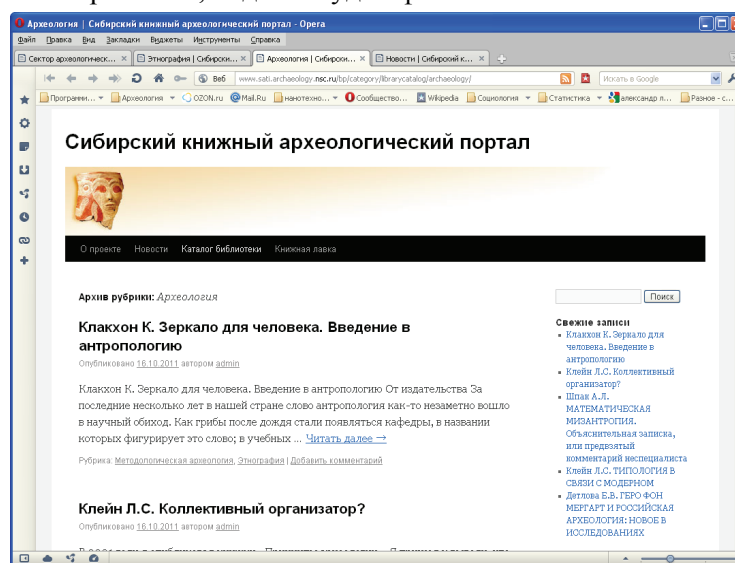 Археология | Сибирский книжный археологический портал - Opera
Файл Правка Вид Закладки Виджеты Инструменты Справка
Сектор археологическ... Этнография | Сибирски... Археология | Сибирски... Новости | Сибирский к...
Веб www.sati.archaeology.nsc.ru/bp/category/librarycatalog/archaeology/ Искать в Google
Програмни... Археология OZON.ru Mail.Ru нанотехно... Сообщество... Wikipedia Социология Статистика александр л... Разное - с...
Сибирский книжный археологический портал
О проекте Новости Каталог библиотеки Книжная лавка
Архив рубрики: Археология
Клакхон К. Зеркало для человека. Введение в
антропологию
Опубликовано 16.10.2011 автором admin
Клакхон К. Зеркало для человека. Введение в антропологию От издательства За
последние несколько лет в нашей стране слово антропология как-то незаметно вошло
в научный обиход. Как грибы после дождя стали появляться кафедры, в названии
которых фигурирует это слово; в учебных ... Читать далее →
Рубрика: Методологическая археология, Этнография | Добавить комментарий
Клейн Л.С. Коллективный организатор?
Опубликовано 16.10.2011 автором admin
Поиск
Свежие записи
Клакхон К. Зеркало для
человека. Введение в
антропологию
Клейн Л.С. Коллективный
организатор?
Шпак А.Л.
МАТЕМАТИЧЕСКАЯ
МИЗАНТРОПИЯ.
Объяснительная записка,
или предвзятый
комментарий неспециалиста
Клейн Л.С. ТИПОЛОГИЯ В
СВЯЗИ С МОДЕРНОМ
Детлова Е.В. ГЕРО ФОН
МЕРГАРТ И РОССИЙСКАЯ
АРХЕОЛОГИЯ: НОВОЕ В
ИССЛЕДОВАНИЯХ